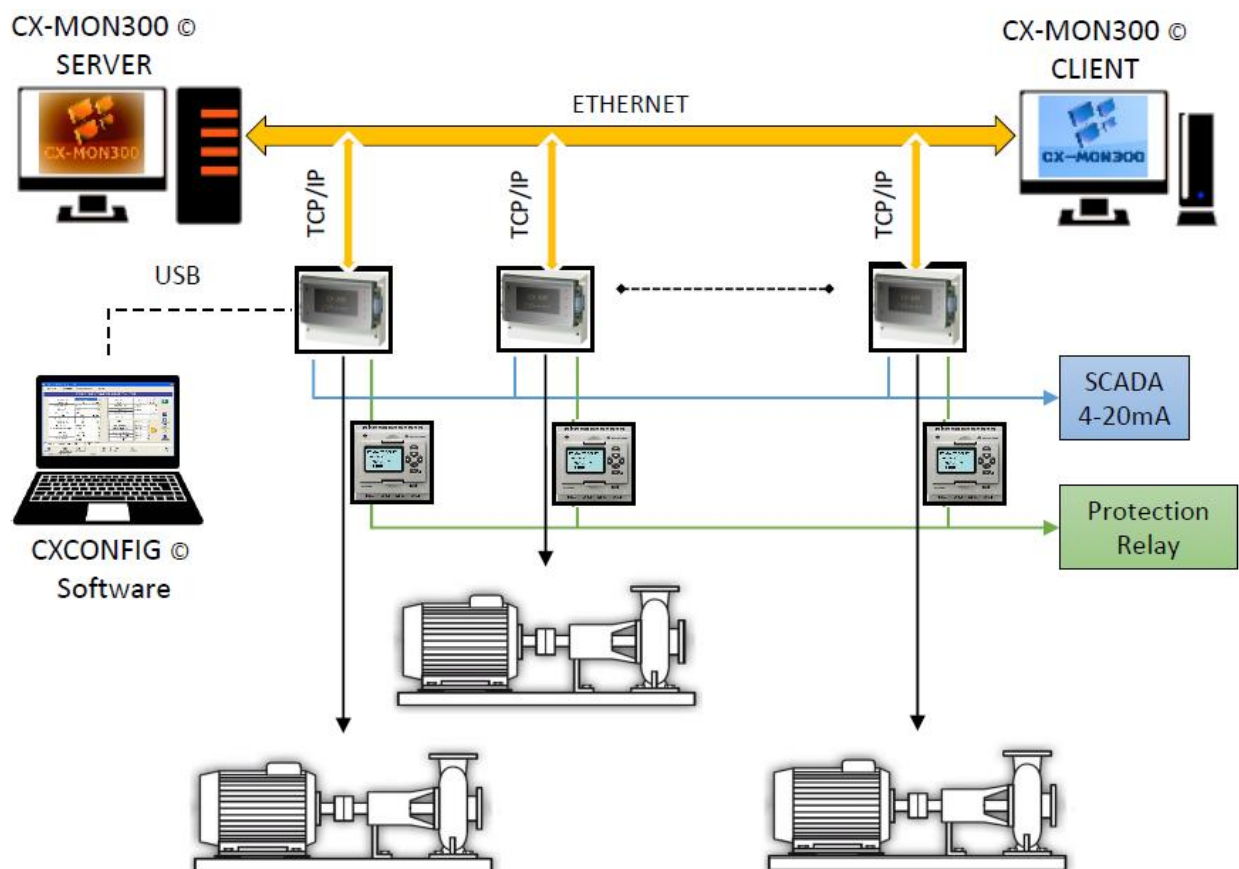 CX-MON300 ©
SERVER
CX-MON300 ©
CLIENT
ETHERNET
CX-MON300
CX-MON300
TCP/IP
TCP/IP
TCP/IP
USB
SCADA
4-20mA
Protection
Relay
CXCONFIG ©
Software